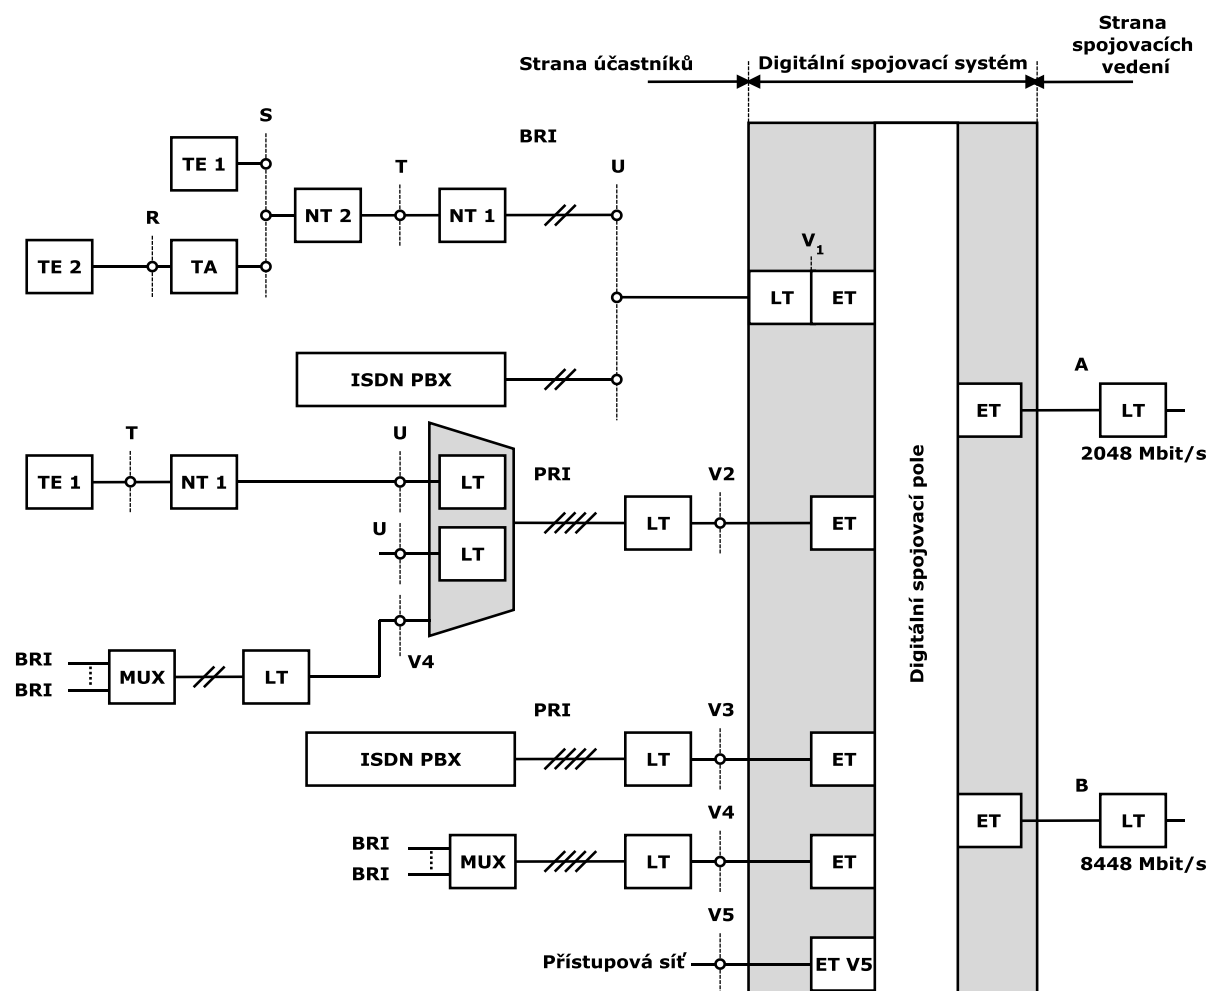 Strana
spojovacích
vedení
Strana účastníků
Digitální spojovací systém
S
BRI
TE 1
T
U
NT 2
NT 1
R
TE 2
TA
V1
LT
ET
ISDN PBX
A
ET
LT
2048 Mbit/s
T
U
PRI
V2
TE 1
NT 1
LT
LT
ET
U
LT
Digitální spojovací pole
BRI
BRI
MUX
LT
V4
PRI
V3
ISDN PBX
LT
ET
B
ET
LT
8448 Mbit/s
V4
BRI
BRI
MUX
LT
ET
V5
Přístupová síť
ET V5